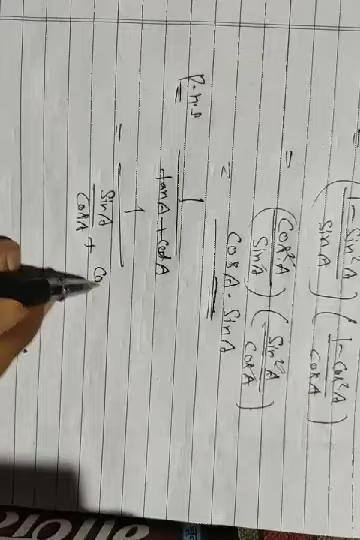 = (1-Sin²A / SinA) (1-Cos²A / CosA)
= (Cos²A / SinA) (Sin²A / CosA)
= CosA · SinA
R.H.S 1 / tanA + cotA
= 1 / SinA / CosA + Co